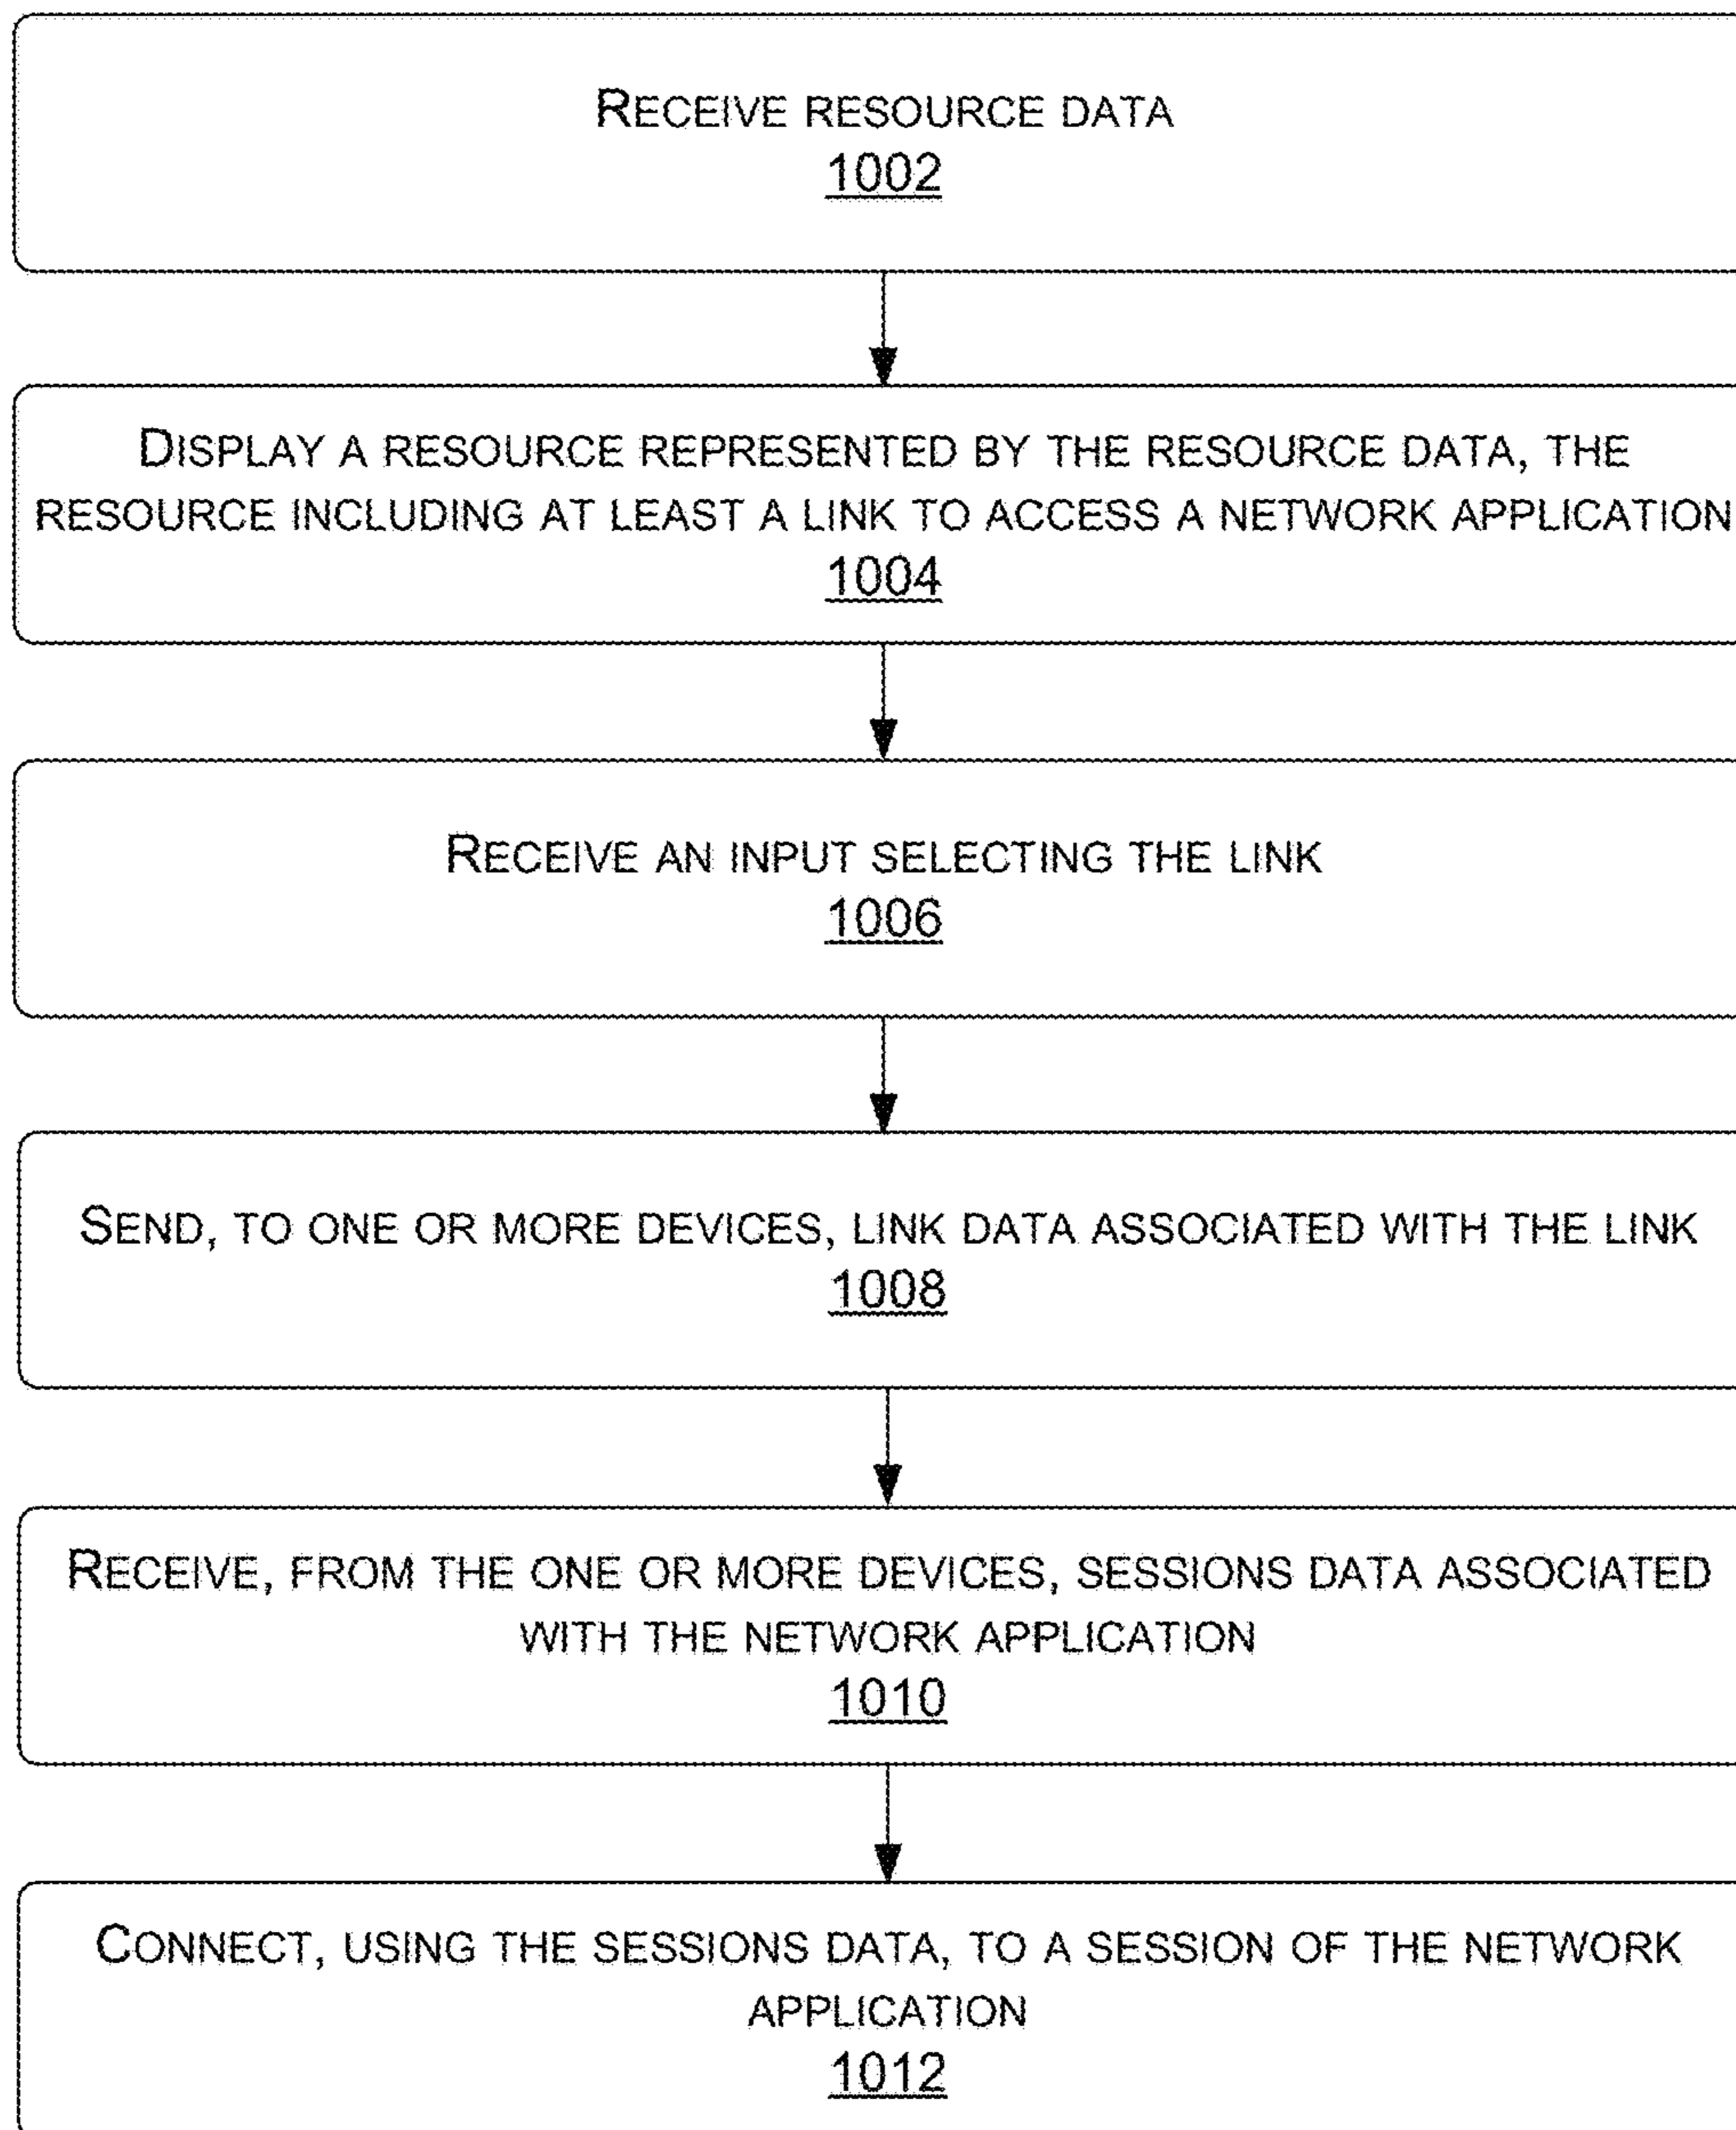 RECEIVE RESOURCE DATA
1002
DISPLAY A RESOURCE REPRESENTED BY THE RESOURCE DATA, THE
RESOURCE INCLUDING AT LEAST A LINK TO ACCESS A NETWORK APPLICATION
1004
RECEIVE AN INPUT SELECTING THE LINK
1006
SEND, TO ONE OR MORE DEVICES, LINK DATA ASSOCIATED WITH THE LINK
1008
RECEIVE, FROM THE ONE OR MORE DEVICES, SESSIONS DATA ASSOCIATED
WITH THE NETWORK APPLICATION
1010
CONNECT, USING THE SESSIONS DATA, TO A SESSION OF THE NETWORK
APPLICATION
1012